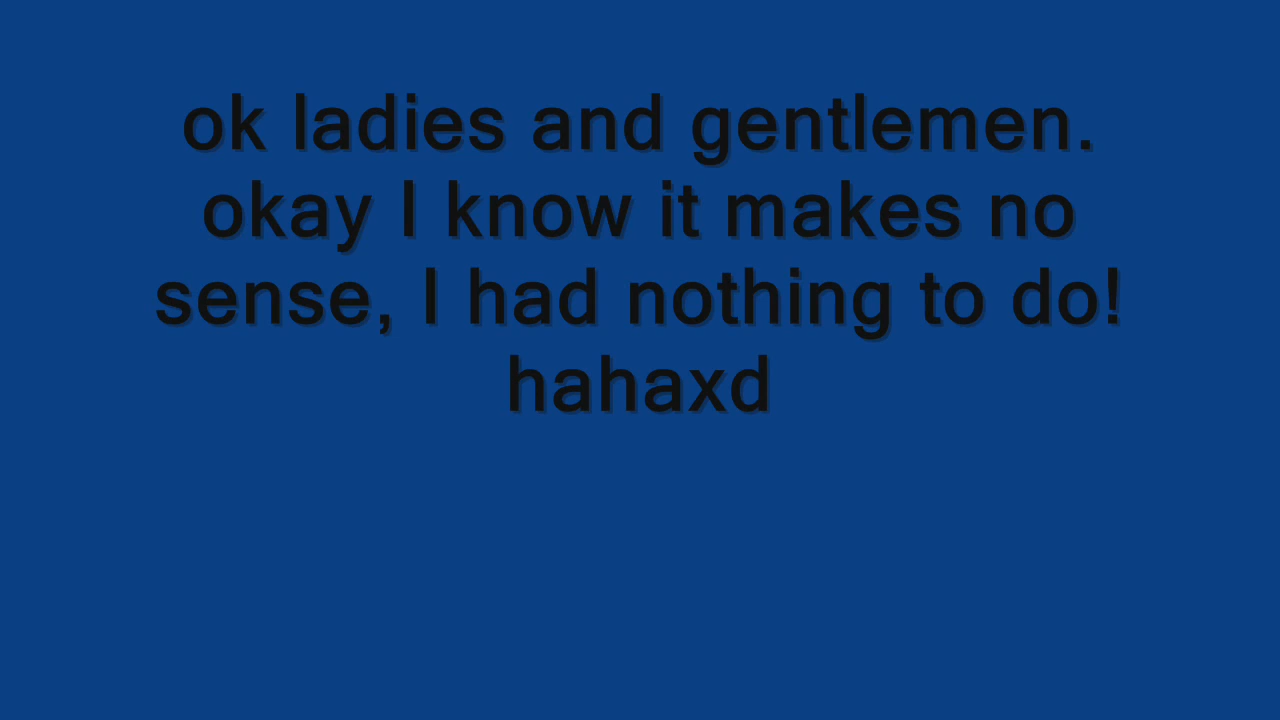 ok ladies and gentlemen.
okay I know it makes no
sense, I had nothing to do!
hahaxd